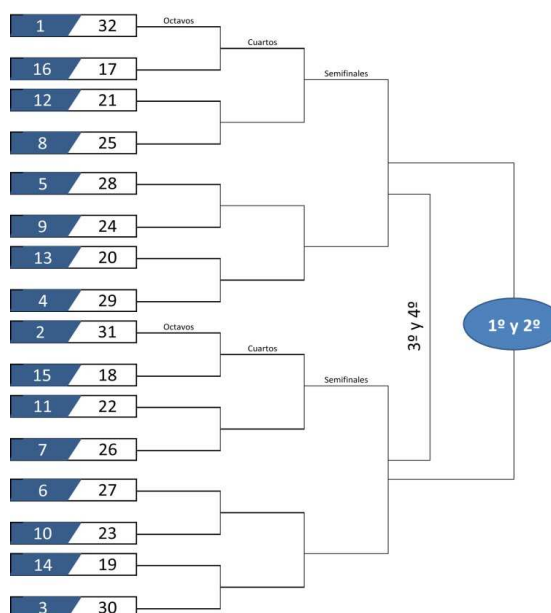 1 32
Octavos
Cuartos
16 17
Semifinales
12 21
8 25
5 28
9 24
13 20
4 29
3º y 4º
1º y 2º
2 31
Octavos
Cuartos
15 18
Semifinales
11 22
7 26
6 27
10 23
14 19
3 30